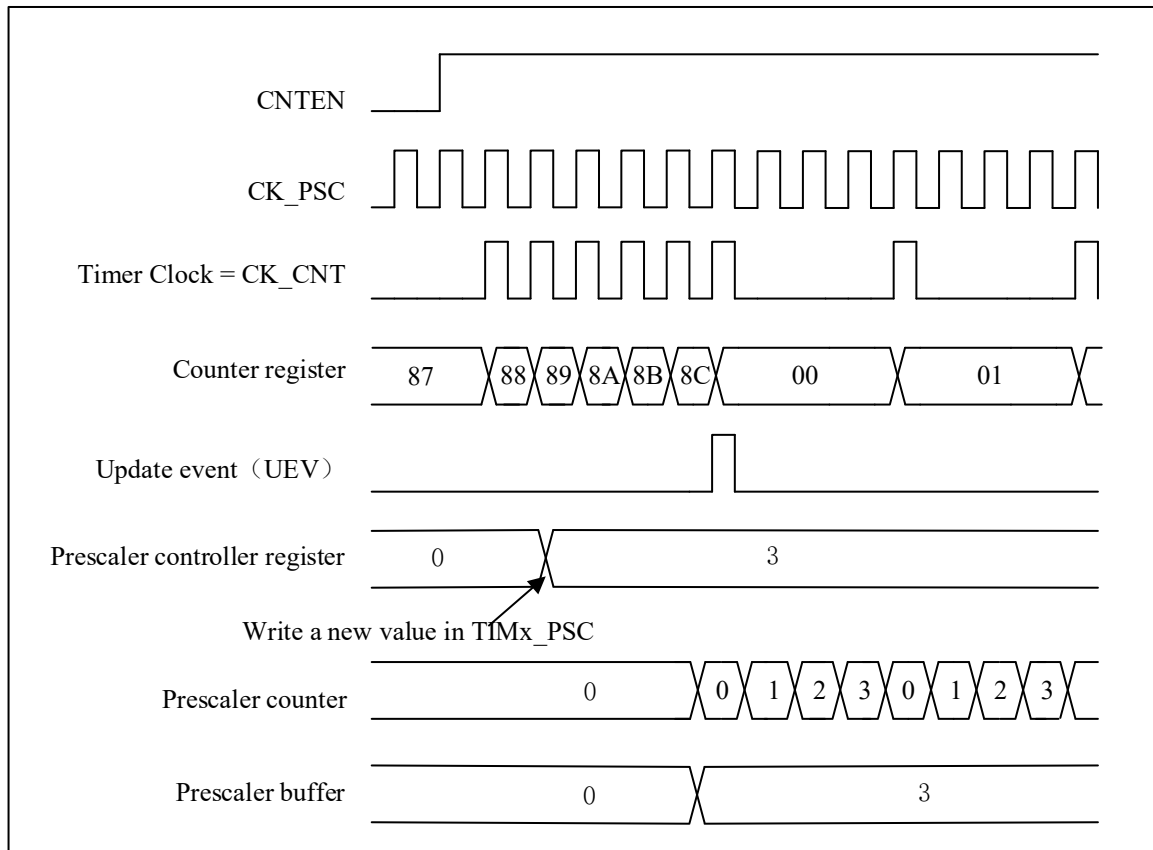 CNTEN
CK_PSC
Timer Clock = CK_CNT
Counter register
87 88 89 8A 8B 8C 00 01
Update event（UEV）
Prescaler controller register
0 3
Write a new value in TIMx_PSC
Prescaler counter
0 0 1 2 3 0 1 2 3
Prescaler buffer
0 3